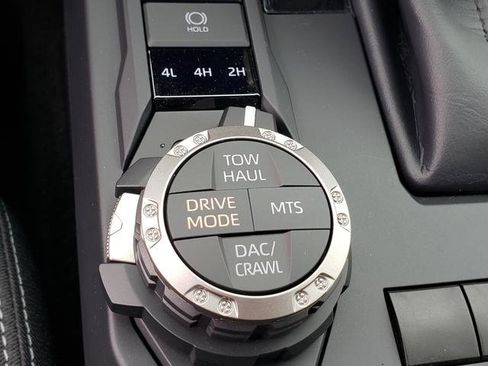 HOLD
4L 4H 2H
TOW
HAUL
DRIVE
MODE
MTS
DAC/
CRAWL